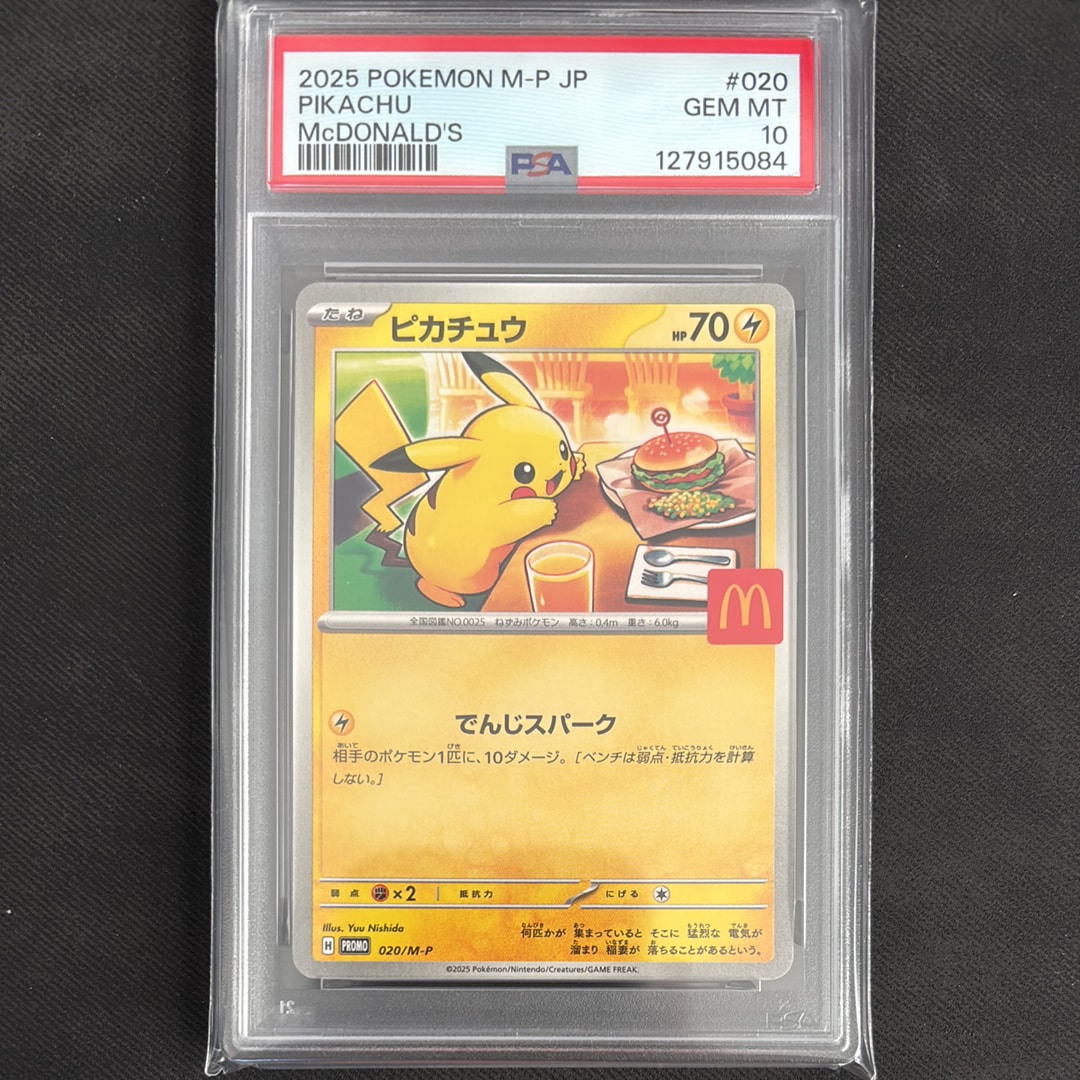 2025 POKEMON M-P JP #020
PIKACHU GEM MT
McDONALD'S 10
PSA 127915084
たね ピカチュウ HP70
全国図鑑NO.0025 ねずみポケモン 高さ:0.4m 重さ:6.0kg
でんじスパーク
相手のポケモン1匹に、10ダメージ。[ベンチは弱点・抵抗力を計算
しない。]
弱点 ×2 抵抗力 にげる
Illus. Yuu Nishida
何匹かが 集まっていると そこに 猛烈な 電気が
H PROMO 020/M-P
溜まり 稲妻が 落ちることがあるという。
©2025 Pokémon/Nintendo/Creatures/GAME FREAK.